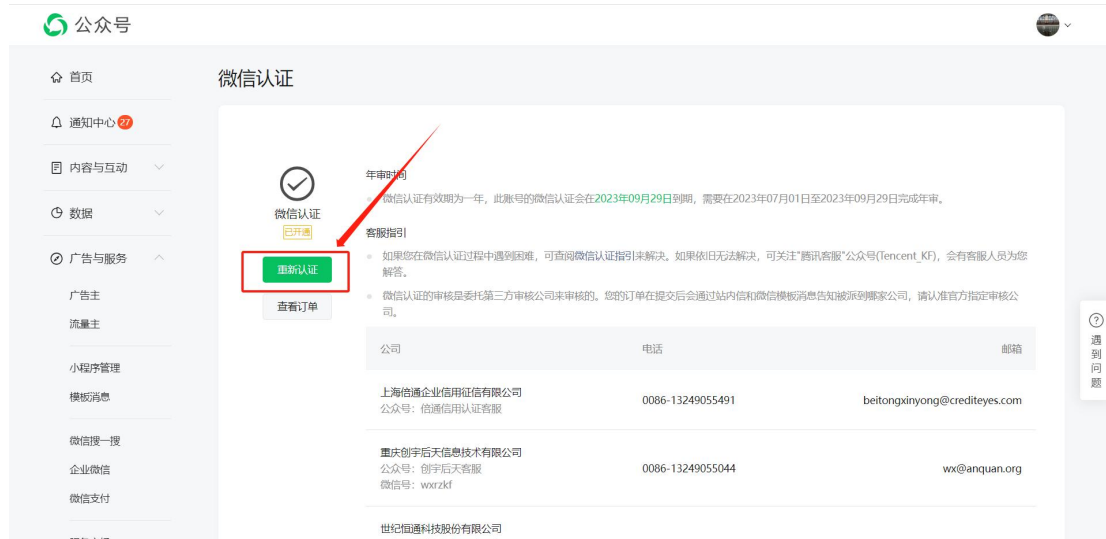 公众号
首页
通知中心 27
内容与互动
数据
广告与服务
广告主
流量主
小程序管理
模板消息
微信搜一搜
企业微信
微信支付
微信认证
微信认证
已开通
重新认证
查看订单
年审时间
微信认证有效期为一年，此账号的微信认证会在2023年09月29日到期，需要在2023年07月01日至2023年09月29日完成年审。
客服指引
如果您在微信认证过程中遇到困难，可查阅微信认证指引来解决。如果依旧无法解决，可关注"腾讯客服"公众号(Tencent_KF)，会有客服人员为您
解答。
微信认证的审核是委托第三方审核公司来审核的。您的订单在提交后会通过站内信和微信模板消息告知被派到哪家公司，请认准官方指定审核公
司。
公司 电话 邮箱
上海倍通企业信用征信有限公司
公众号：倍通信用认证客服
0086-13249055491 beitongxinyong@crediteyes.com
重庆创宇后天信息技术有限公司
公众号：创宇后天客服
微信号：wxrzkf
0086-13249055044 wx@anquan.org
世纪恒通科技股份有限公司
遇
到
问
题